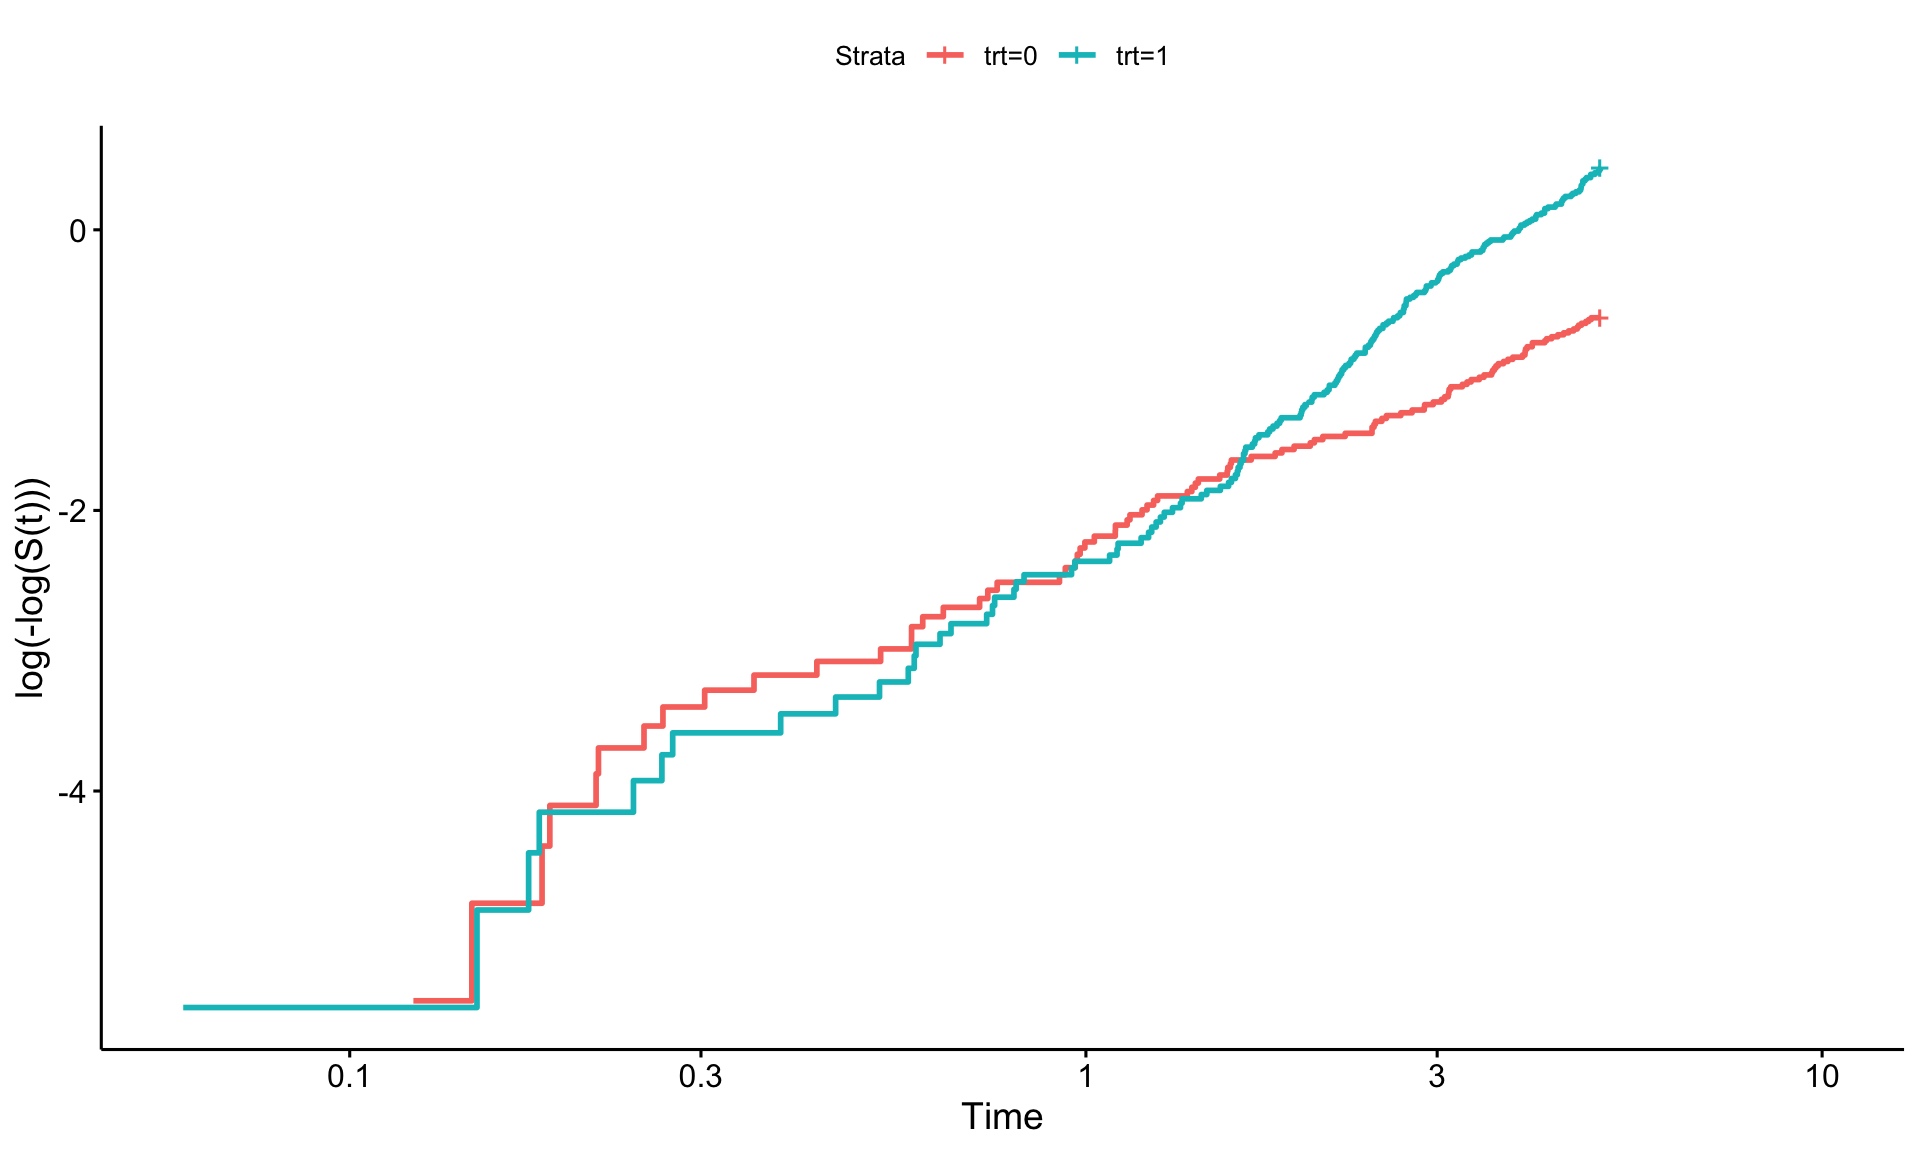 Strata trt=0 trt=1
log(-log(S(t)))
0
-2
-4
0.1 0.3 1 3 10
Time